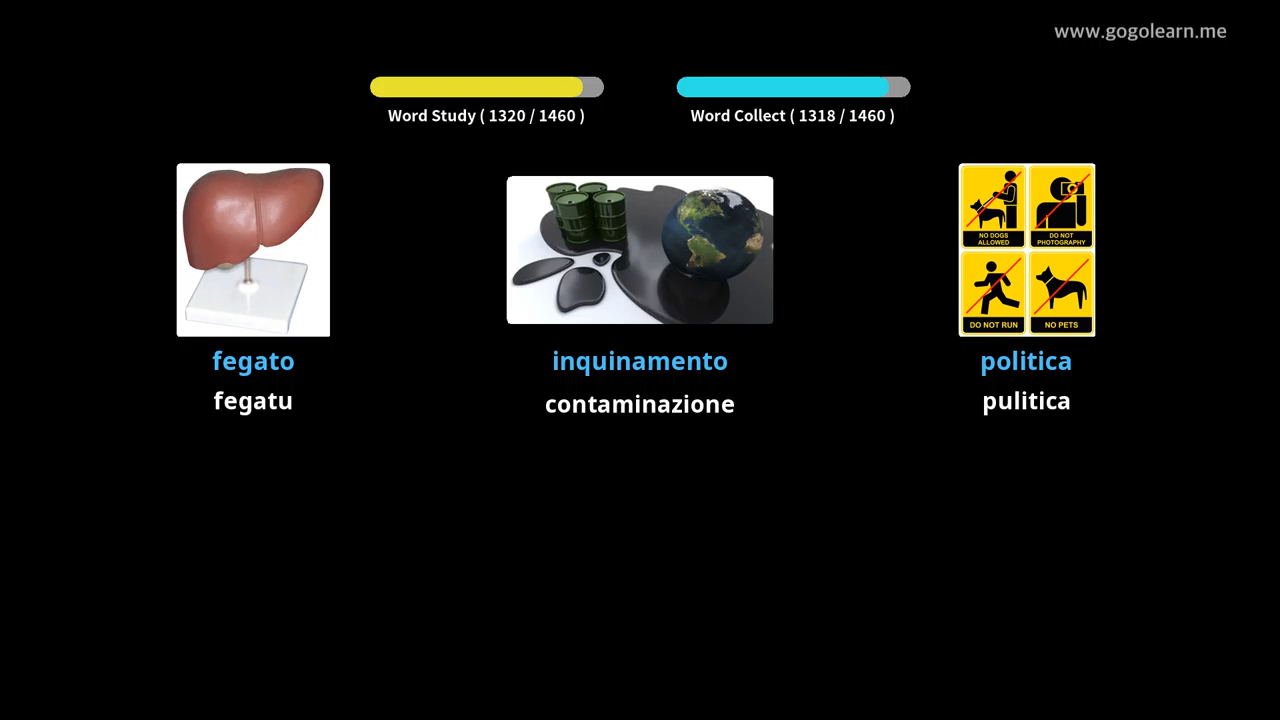 www.gogolearn.me
Word Study ( 1320 / 1460 )
Word Collect ( 1318 / 1460 )
NO DOGS
ALLOWED
DO NOT
PHOTOGRAPHY
DO NOT RUN
NO PETS
fegato
inquinamento
politica
fegatu
contaminazione
pulitica